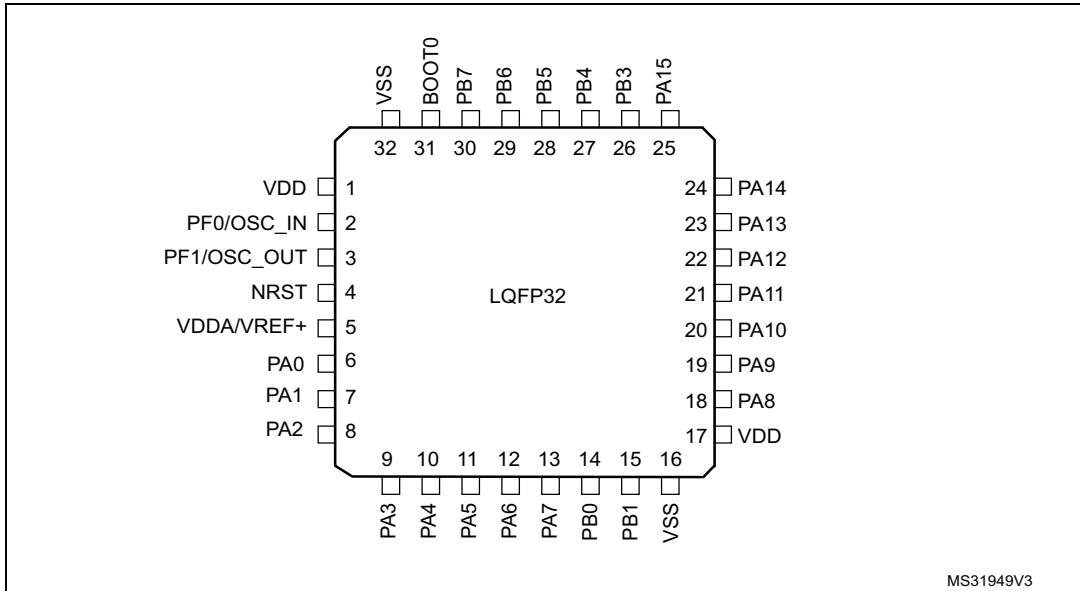 VSS
BOOT0
PB7
PB6
PB5
PB4
PB3
PA15
32 31 30 29 28 27 26 25
VDD 1
PF0/OSC_IN 2
PF1/OSC_OUT 3
NRST 4
VDDA/VREF+ 5
PA0 6
PA1 7
PA2 8
LQFP32
24 PA14
23 PA13
22 PA12
21 PA11
20 PA10
19 PA9
18 PA8
17 VDD
9 10 11 12 13 14 15 16
PA3
PA4
PA5
PA6
PA7
PB0
PB1
VSS
MS31949V3